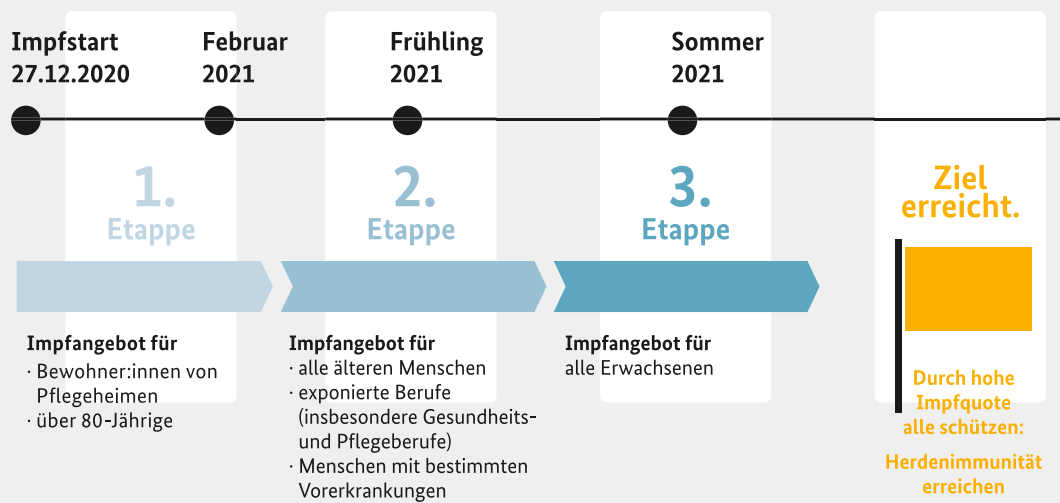 Impfstart
27.12.2020
Februar
2021
Frühling
2021
Sommer
2021
1.
Etappe
2.
Etappe
3.
Etappe
Ziel
erreicht.
Impfangebot für
· Bewohner:innen von
Pflegeheimen
· über 80-Jährige
Impfangebot für
· alle älteren Menschen
· exponierte Berufe
(insbesondere Gesundheits-
und Pflegeberufe)
· Menschen mit bestimmten
Vorerkrankungen
Impfangebot für
alle Erwachsenen
Durch hohe
Impfquote
alle schützen:
Herdenimmunität
erreichen